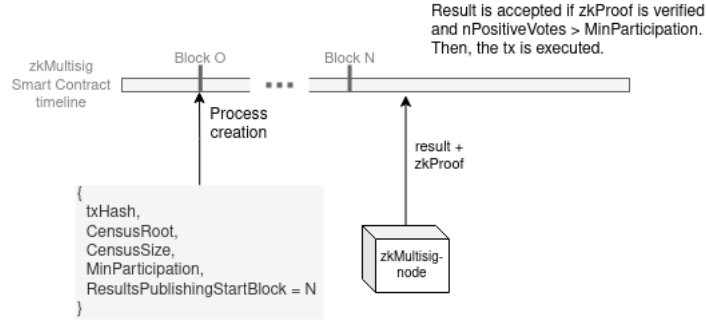 Result is accepted if zkProof is verified
and nPositiveVotes > MinParticipation.
Then, the tx is executed.
zkMultisig
Smart Contract
timeline
Block O
Block N
Process
creation
result +
zkProof
{
txHash,
CensusRoot,
CensusSize,
MinParticipation,
ResultsPublishingStartBlock = N
}
zkMultisig-
node